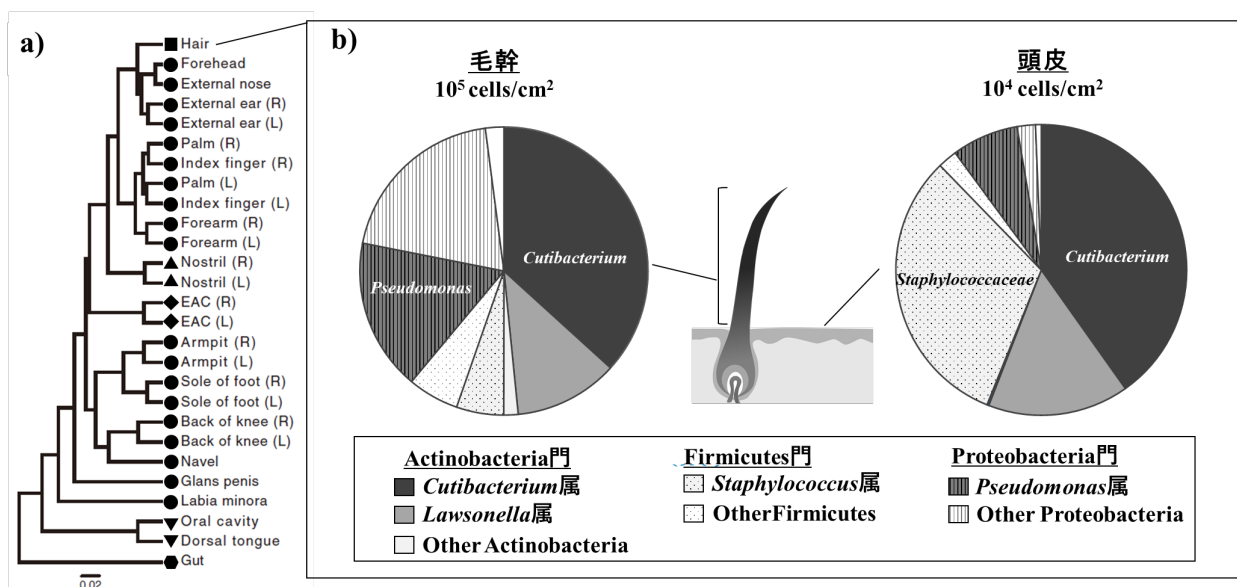 a)
Hair
Forehead
External nose
External ear (R)
External ear (L)
Palm (R)
Index finger (R)
Palm (L)
Index finger (L)
Forearm (R)
Forearm (L)
Nostril (R)
Nostril (L)
EAC (R)
EAC (L)
Armpit (R)
Armpit (L)
Sole of foot (R)
Sole of foot (L)
Back of knee (R)
Back of knee (L)
Navel
Glans penis
Labia minora
Oral cavity
Dorsal tongue
Gut
0.02
b)
毛幹
10⁵ cells/cm²
Cutibacterium
Pseudomonas
頭皮
10⁴ cells/cm²
Cutibacterium
Staphylococcaceae
Actinobacteria門
Cutibacterium属
Lawsonella属
Other Actinobacteria
Firmicutes門
Staphylococcus属
OtherFirmicutes
Proteobacteria門
Pseudomonas属
Other Proteobacteria